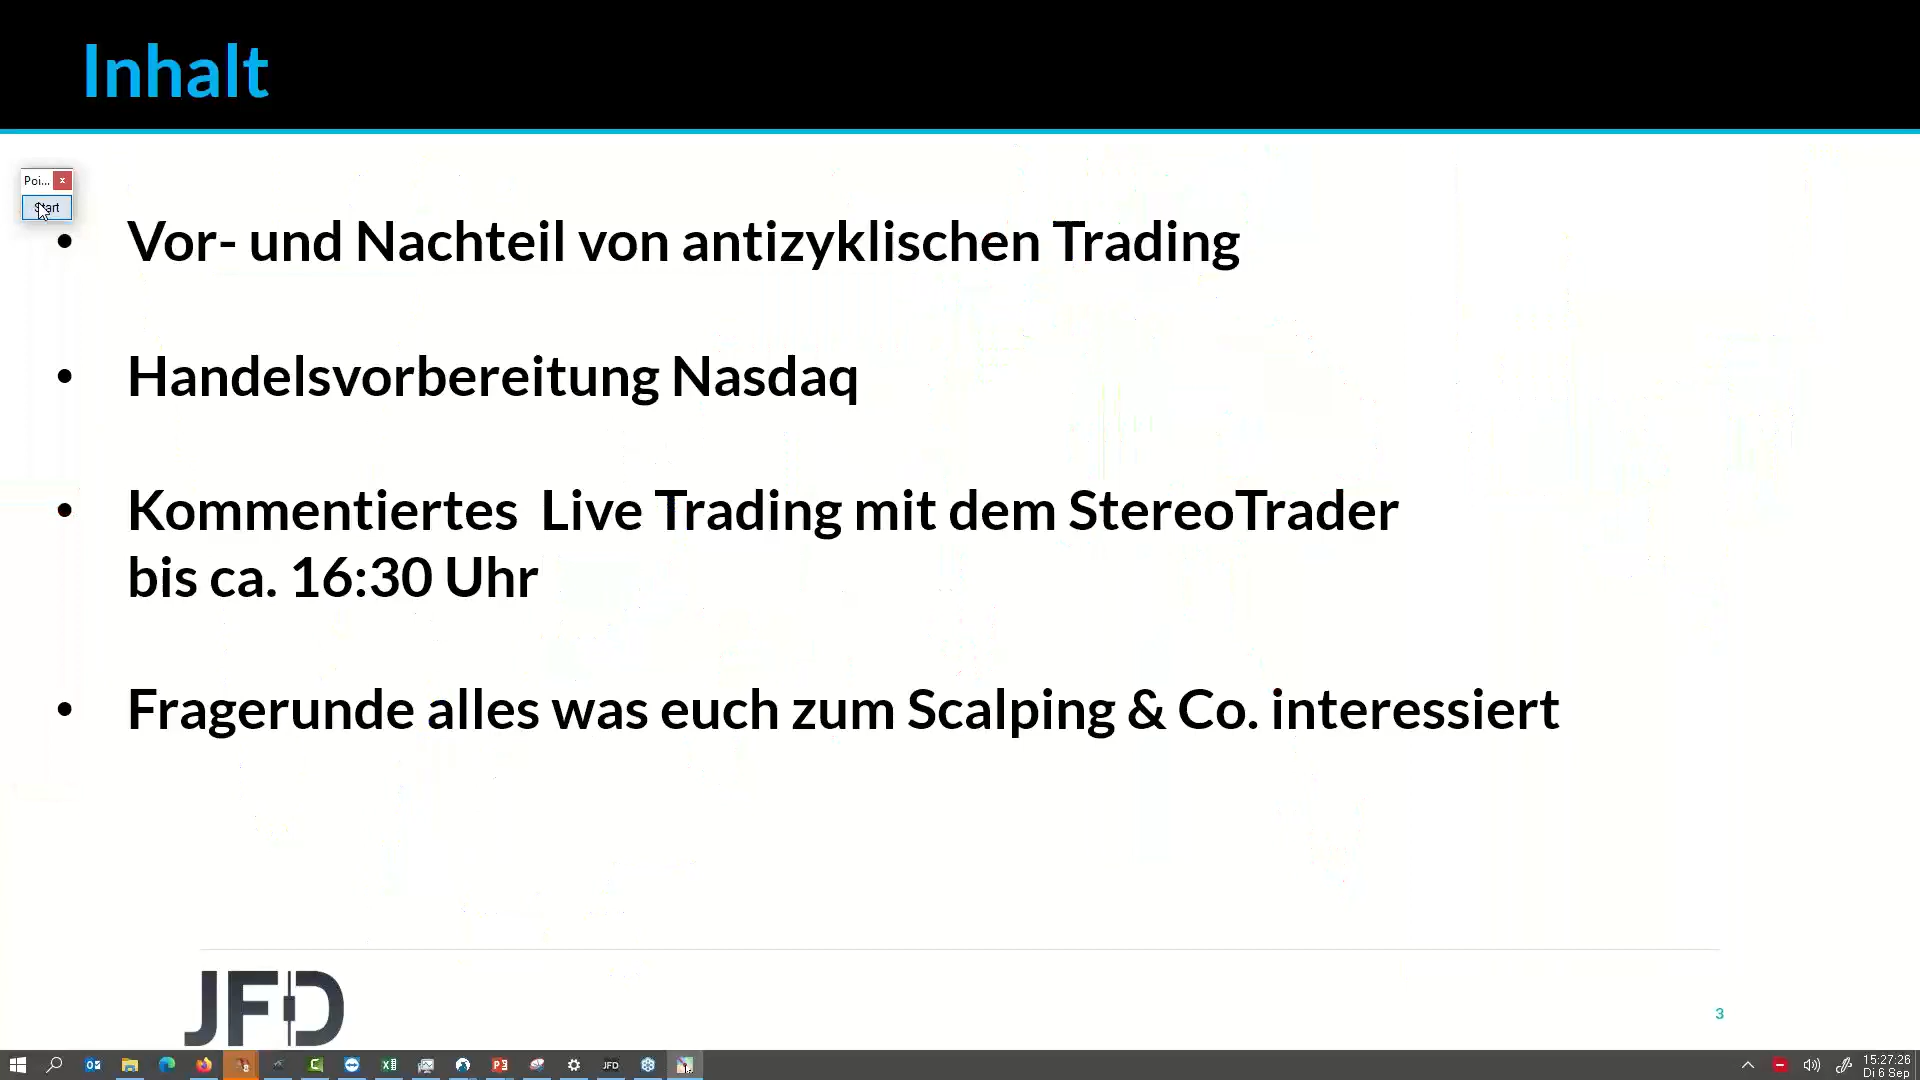 Inhalt
Poi... x
Start
• Vor- und Nachteil von antizyklischen Trading
• Handelsvorbereitung Nasdaq
• Kommentiertes Live Trading mit dem StereoTrader
bis ca. 16:30 Uhr
• Fragerunde alles was euch zum Scalping & Co. interessiert
JFD
3
JFD
15:27:26
Di 6 Sep